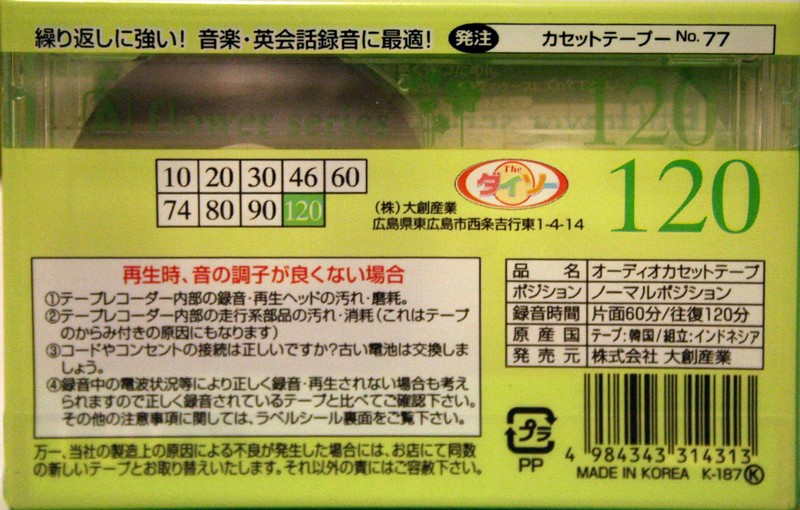 繰り返しに強い! 音楽・英会話録音に最適! 発注 カセットテープー No. 77
flower series 120
10 20 30 46 60
74 80 90 120
The ダイソー
(株) 大創産業
広島県東広島市西条吉行東1-4-14
120
再生時、音の調子が良くない場合
①テープレコーダー内部の録音・再生ヘッドの汚れ・磨耗。
②テープレコーダー内部の走行系部品の汚れ・消耗(これはテープ
のからみ付きの原因にもなります)
③コードやコンセントの接続は正しいですか?古い電池は交換しま
しょう。
④録音中の電波状況等により正しく録音・再生されない場合も考え
られますので正しく録音されているテープと比べてご確認下さい。
その他の注意事項に関しては、ラベルシール裏面をご覧下さい。
万一、当社の製造上の原因による不良が発生した場合には、お店にて同数
の新しいテープとお取り替えいたします。それ以外の責にはご容赦下さい。
品名 オーディオカセットテープ
ポジション ノーマルポジション
録音時間 片面60分/往復120分
原産国 テープ:韓国/組立:インドネシア
発売元 株式会社 大創産業
プラ
PP
4 984343 314313
MADE IN KOREA K-187 K